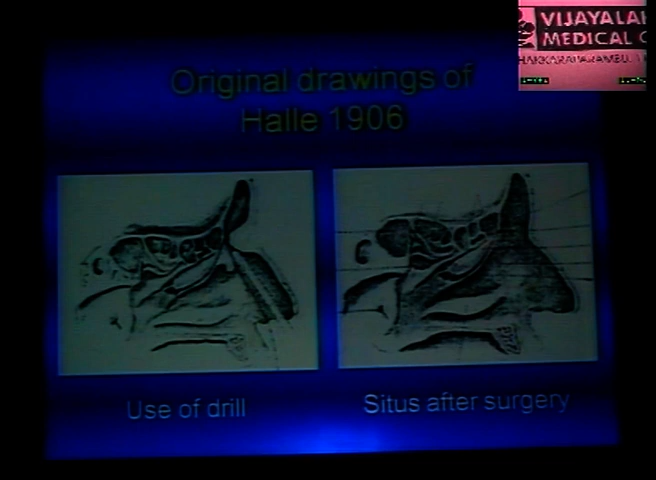 VIJAYALA
MEDICAL C
Original drawings of
Halle 1906
Use of drill
Situs after surgery